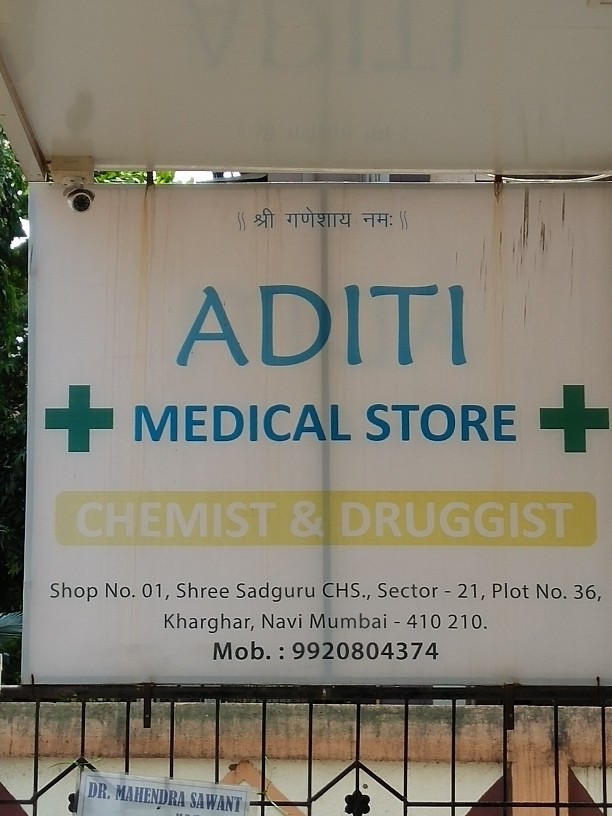 || श्री गणेशाय नमः ||
ADITI
MEDICAL STORE
CHEMIST & DRUGGIST
Shop No. 01, Shree Sadguru CHS., Sector - 21, Plot No. 36,
Kharghar, Navi Mumbai - 410 210.
Mob. : 9920804374
DR. MAHENDRA SAWANT